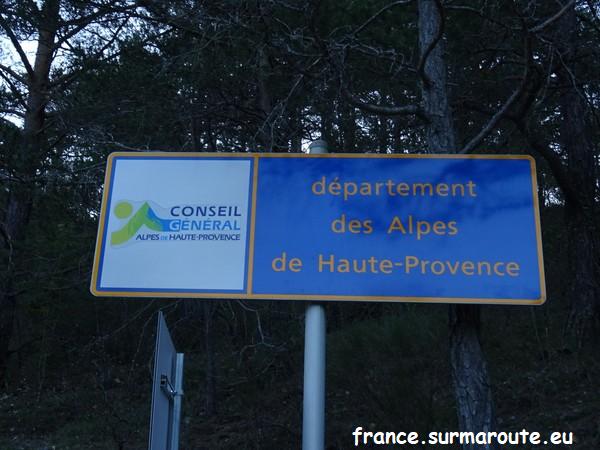 CONSEIL
GÉNÉRAL
ALPES DE HAUTE-PROVENCE
département
des Alpes
de Haute-Provence
france.surmaroute.eu